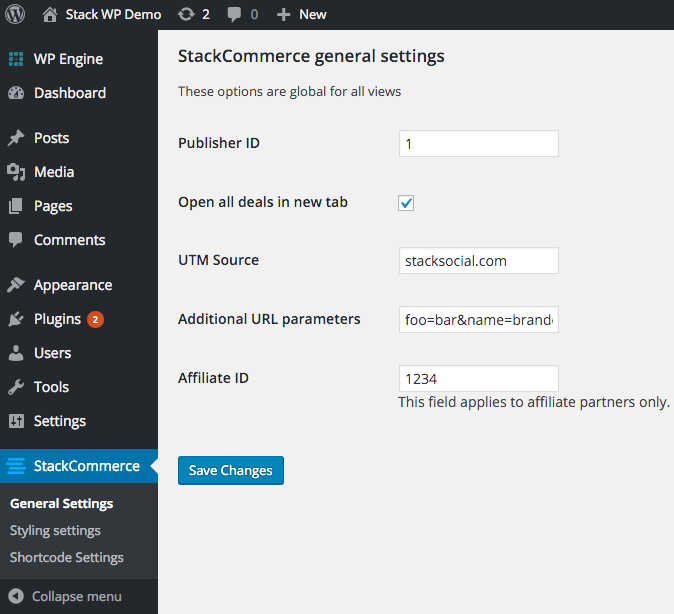 Stack WP Demo 2 0 New
WP Engine
Dashboard
Posts
Media
Pages
Comments
Appearance
Plugins 2
Users
Tools
Settings
StackCommerce
General Settings
Styling settings
Shortcode Settings
Collapse menu
StackCommerce general settings
These options are global for all views
Publisher ID 1
Open all deals in new tab
UTM Source stacksocial.com
Additional URL parameters foo=bar&name=brand
Affiliate ID 1234
This field applies to affiliate partners only.
Save Changes